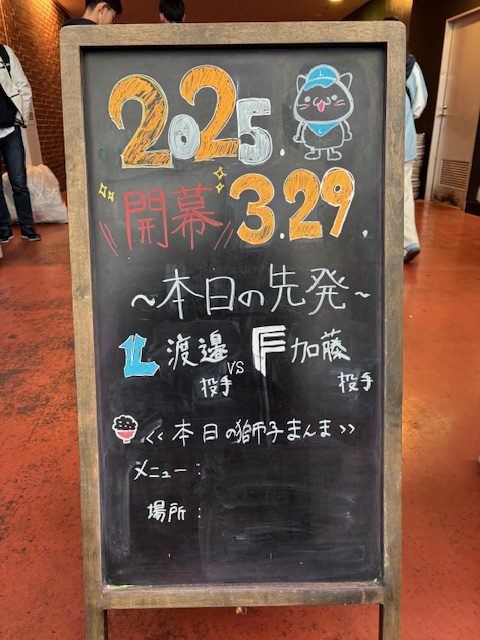 2025.
開幕 3.29.
~本日の先発~
L 渡邉 VS F 加藤
投手 投手
<<本日の獅子まんま>>
メニュー:
場所: